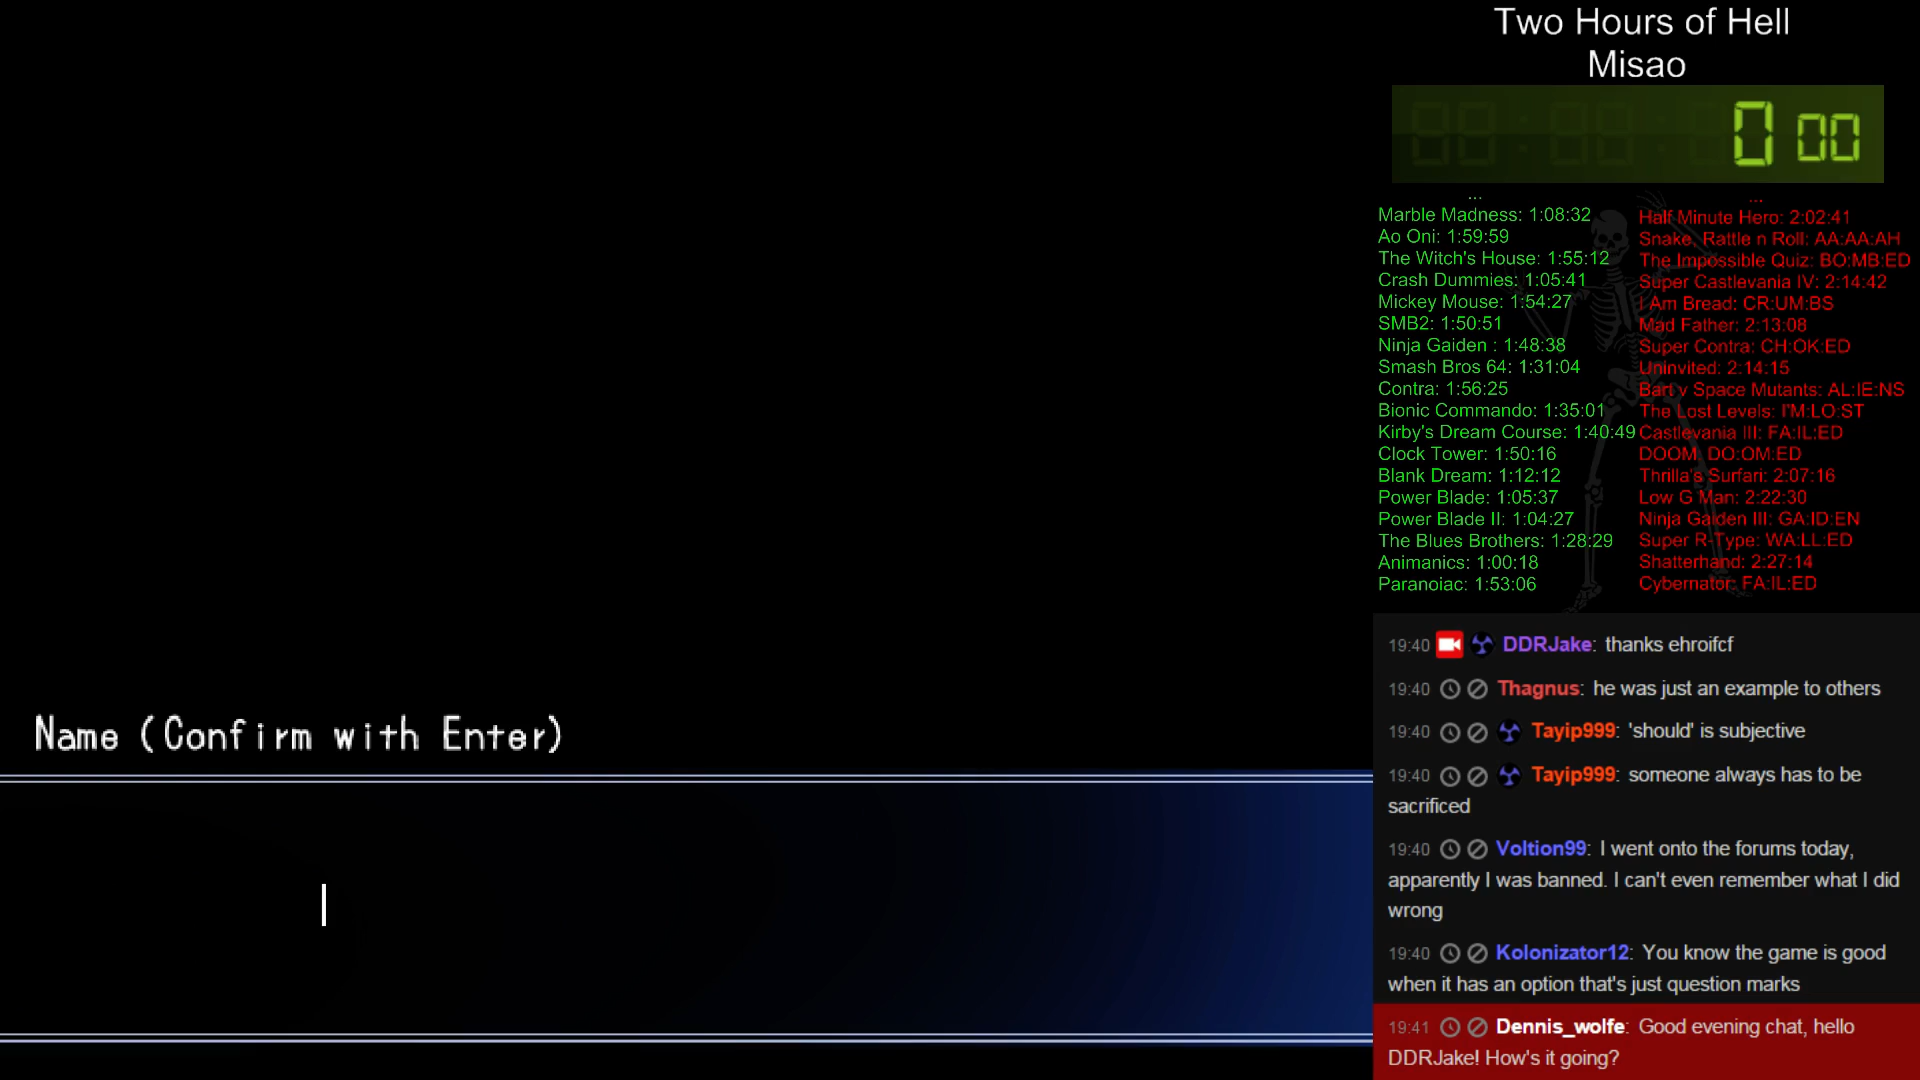 Two Hours of Hell
Misao
0 00
...
Marble Madness: 1:08:32
Ao Oni: 1:59:59
The Witch's House: 1:55:12
Crash Dummies: 1:05:41
Mickey Mouse: 1:54:27
SMB2: 1:50:51
Ninja Gaiden : 1:48:38
Smash Bros 64: 1:31:04
Contra: 1:56:25
Bionic Commando: 1:35:01
Kirby's Dream Course: 1:40:49
Clock Tower: 1:50:16
Blank Dream: 1:12:12
Power Blade: 1:05:37
Power Blade II: 1:04:27
The Blues Brothers: 1:28:29
Animanics: 1:00:18
Paranoiac: 1:53:06
...
Half Minute Hero: 2:02:41
Snake, Rattle n Roll: AA:AA:AH
The Impossible Quiz: BO:MB:ED
Super Castlevania IV: 2:14:42
I Am Bread: CR:UM:BS
Mad Father: 2:13:08
Super Contra: CH:OK:ED
Uninvited: 2:14:15
Bart v Space Mutants: AL:IE:NS
The Lost Levels: I'M:LO:ST
Castlevania III: FA:IL:ED
DOOM: DO:OM:ED
Thrilla's Surfari: 2:07:16
Low G Man: 2:22:30
Ninja Gaiden III: GA:ID:EN
Super R-Type: WA:LL:ED
Shatterhand: 2:27:14
Cybernator: FA:IL:ED
Name (Confirm with Enter)
19:40 DDRJake: thanks ehroifcf
19:40 Thagnus: he was just an example to others
19:40 Tayip999: 'should' is subjective
19:40 Tayip999: someone always has to be
sacrificed
19:40 Voltion99: I went onto the forums today,
apparently I was banned. I can't even remember what I did
wrong
19:40 Kolonizator12: You know the game is good
when it has an option that's just question marks
19:41 Dennis_wolfe: Good evening chat, hello
DDRJake! How's it going?